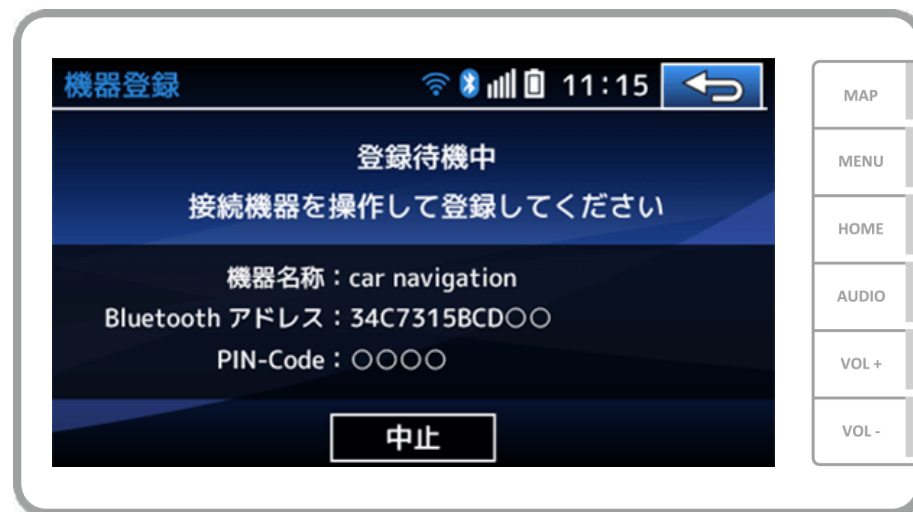 機器登録 11:15
登録待機中
接続機器を操作して登録してください
機器名称：car navigation
Bluetooth アドレス：34C7315BCD○○
PIN-Code：○○○○
中止
MAP
MENU
HOME
AUDIO
VOL +
VOL -